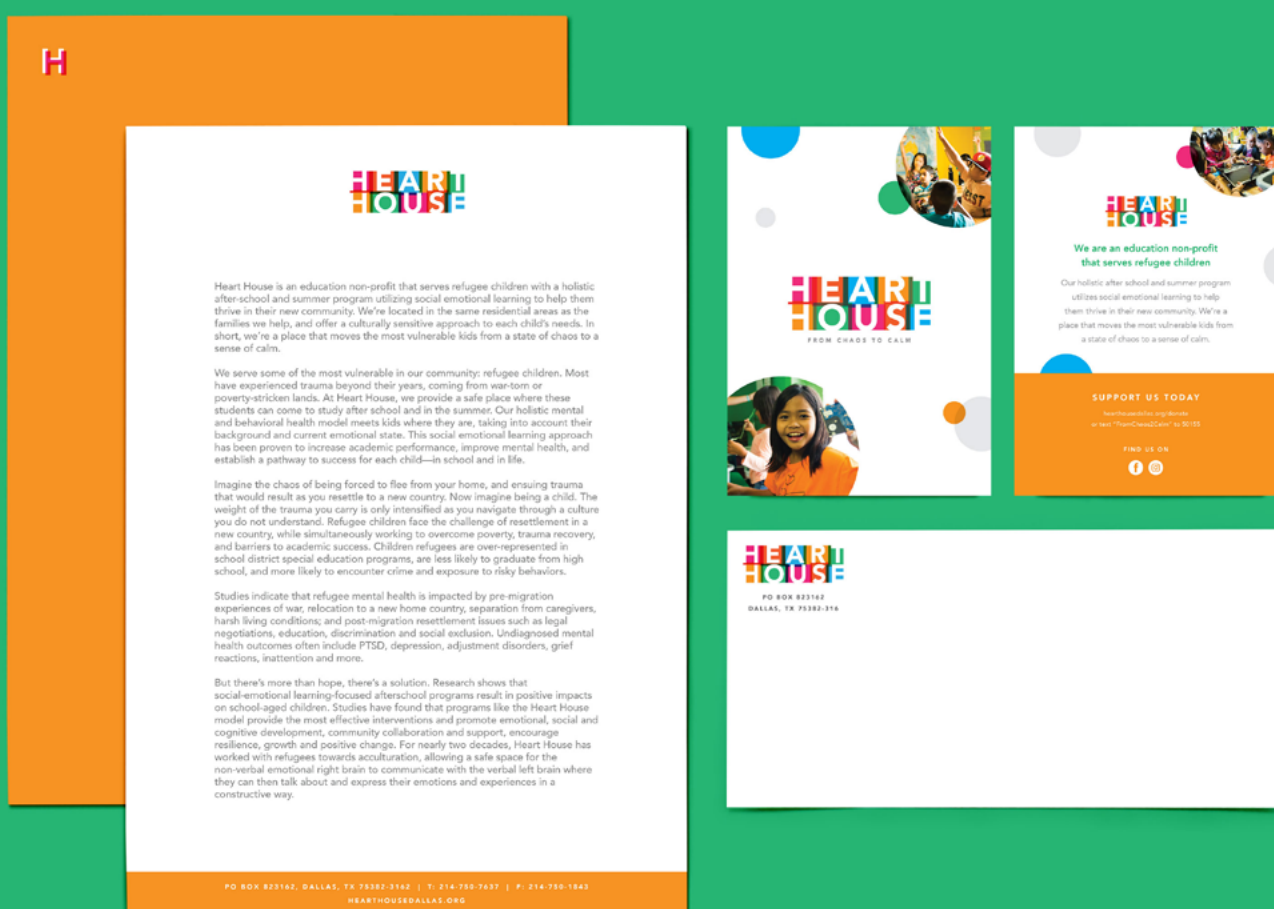 H
HEART
HOUSE
Heart House is an education non-profit that serves refugee children with a holistic
after-school and summer program utilizing social emotional learning to help them
thrive in their new community. We're located in the same residential areas as the
families we help, and offer a culturally sensitive approach to each child's needs. In
short, we're a place that moves the most vulnerable kids from a state of chaos to a
sense of calm.
We serve some of the most vulnerable in our community: refugee children. Most
have experienced trauma beyond their years, coming from war-torn or
poverty-stricken lands. At Heart House, we provide a safe place where these
students can come to study after school and in the summer. Our holistic mental
and behavioral health model meets kids where they are, taking into account their
background and current emotional state. This social emotional learning approach
has been proven to increase academic performance, improve mental health, and
establish a pathway to success for each child—in school and in life.
Imagine the chaos of being forced to flee from your home, and ensuing trauma
that would result as you resettle to a new country. Now imagine being a child. The
weight of the trauma you carry is only intensified as you navigate through a culture
you do not understand. Refugee children face the challenge of resettlement in a
new country, while simultaneously working to overcome poverty, trauma recovery,
and barriers to academic success. Children refugees are over-represented in
school district special education programs, are less likely to graduate from high
school, and more likely to encounter crime and exposure to risky behaviors.
Studies indicate that refugee mental health is impacted by pre-migration
experiences of war, relocation to a new home country, separation from caregivers,
harsh living conditions; and post-migration resettlement issues such as legal
negotiations, education, discrimination and social exclusion. Undiagnosed mental
health outcomes often include PTSD, depression, adjustment disorders, grief
reactions, inattention and more.
But there's more than hope, there's a solution. Research shows that
social-emotional learning-focused afterschool programs result in positive impacts
on school-aged children. Studies have found that programs like the Heart House
model provide the most effective interventions and promote emotional, social and
cognitive development, community collaboration and support, encourage
resilience, growth and positive change. For nearly two decades, Heart House has
worked with refugees towards acculturation, allowing a safe space for the
non-verbal emotional right brain to communicate with the verbal left brain where
they can then talk about and express their emotions and experiences in a
constructive way.
PO BOX 823162, DALLAS, TX 75382-3162 | T: 214-750-7637 | F: 214-750-1843
HEARTHOUSEDALLAS.ORG
HEART
HOUSE
FROM CHAOS TO CALM
HEART
HOUSE
We are an education non-profit
that serves refugee children
Our holistic after school and summer program
utilizes social emotional learning to help
them thrive in their new community. We're a
place that moves the most vulnerable kids from
a state of chaos to a sense of calm.
SUPPORT US TODAY
hearthousedallas.org/donate
or text "FromChaos2Calm" to 50155
FIND US ON
HEART
HOUSE
PO BOX 823162
DALLAS, TX 75382-316